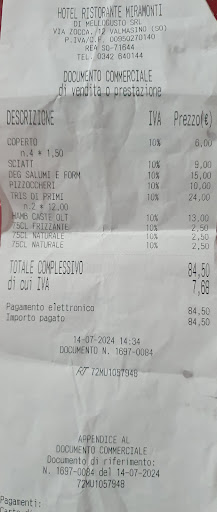 HOTEL RISTORANTE MIRAMONTI
DI MELLOGUSTO SRL
VIA ZOCCA, 12 VALMASINO (SO)
P.IVA/C.F. 00950270140
REA SO-71644
TEL. 0342 640144
DOCUMENTO COMMERCIALE
di vendita o prestazione
DESCRIZIONE IVA Prezzo(€)
COPERTO 10% 6,00
n.4 * 1,50
SCIATT 10% 9,00
DEG SALUMI E FORM 10% 15,00
PIZZOCCHERI 10% 10,00
TRIS DI PRIMI 10% 24,00
n.2 * 12,00
HAMB CASTE OLT 10% 13,00
75CL FRIZZANTE 10% 2,50
75CL NATURALE 10% 2,50
75CL NATURALE 10% 2,50
TOTALE COMPLESSIVO 84,50
di cui IVA 7,68
Pagamento elettronico 84,50
Importo pagato 84,50
14-07-2024 14:34
DOCUMENTO N. 1697-0084
RT 72MU1057948
APPENDICE AL
DOCUMENTO COMMERCIALE
Documento di riferimento:
N. 1697-0084 del 14-07-2024
72MU1057948
Pagamenti: